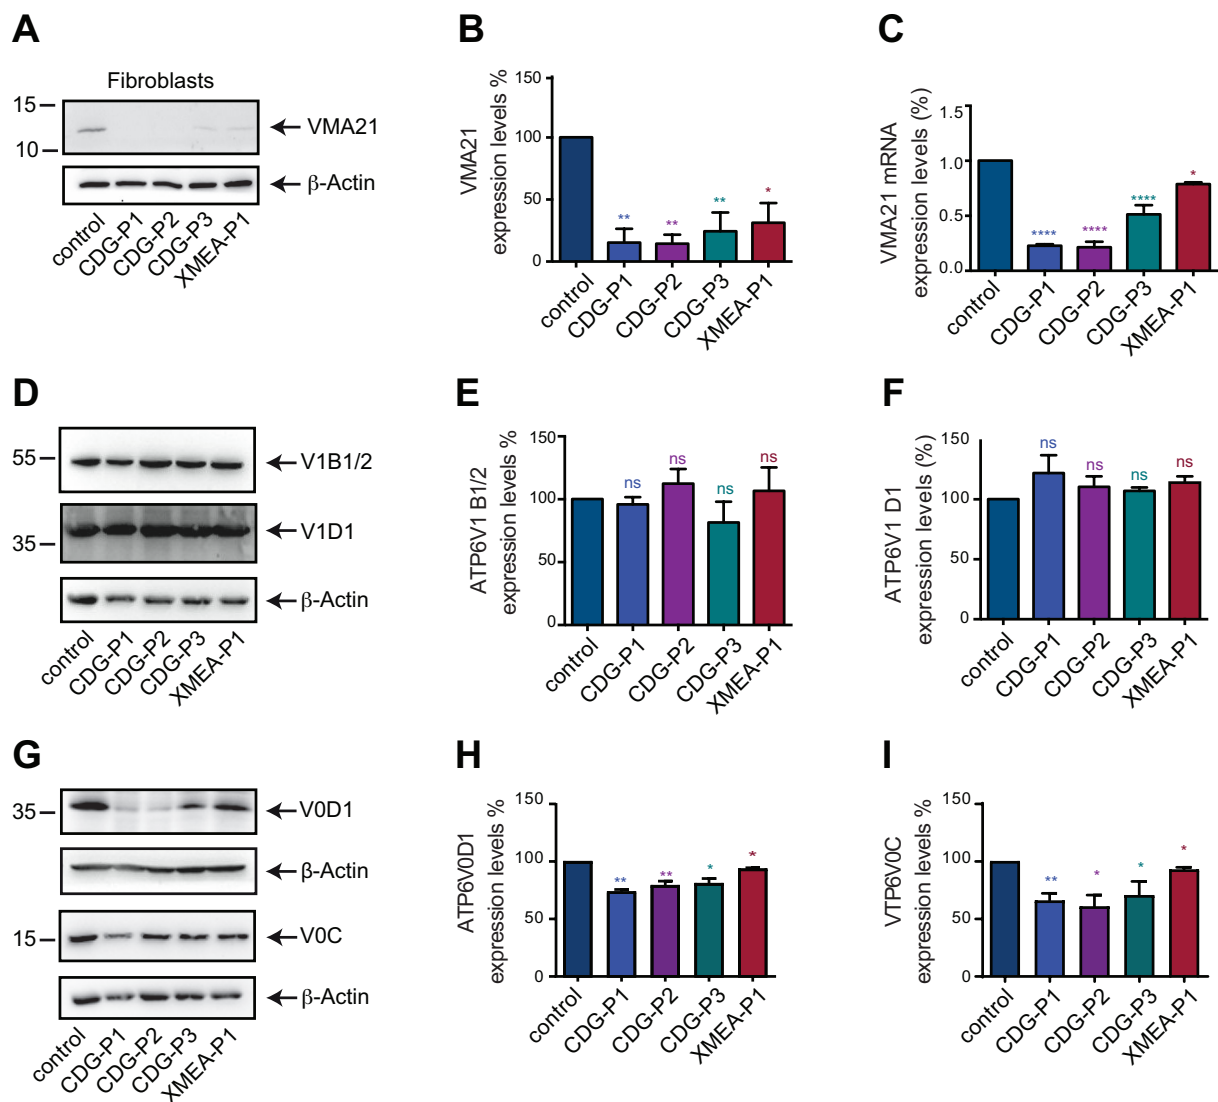 A
Fibroblasts
15
10
VMA21
β-Actin
control
CDG-P1
CDG-P2
CDG-P3
XMEA-P1
B
VMA21
expression levels %
150
100
50
0
**
**
**
*
control
CDG-P1
CDG-P2
CDG-P3
XMEA-P1
C
VMA21 mRNA
expression levels (%)
1.5
1.0
0.5
0.0
****
****
****
*
control
CDG-P1
CDG-P2
CDG-P3
XMEA-P1
D
55
35
V1B1/2
V1D1
β-Actin
control
CDG-P1
CDG-P2
CDG-P3
XMEA-P1
E
ATP6V1 B1/2
expression levels %
150
100
50
0
ns
ns
ns
ns
control
CDG-P1
CDG-P2
CDG-P3
XMEA-P1
F
ATP6V1 D1
expression levels (%)
150
100
50
0
ns
ns
ns
ns
control
CDG-P1
CDG-P2
CDG-P3
XMEA-P1
G
35
15
V0D1
β-Actin
V0C
β-Actin
control
CDG-P1
CDG-P2
CDG-P3
XMEA-P1
H
ATP6V0D1
expression levels %
150
100
50
0
**
**
*
*
control
CDG-P1
CDG-P2
CDG-P3
XMEA-P1
I
VTP6V0C
expression levels %
150
100
50
0
**
*
*
*
control
CDG-P1
CDG-P2
CDG-P3
XMEA-P1